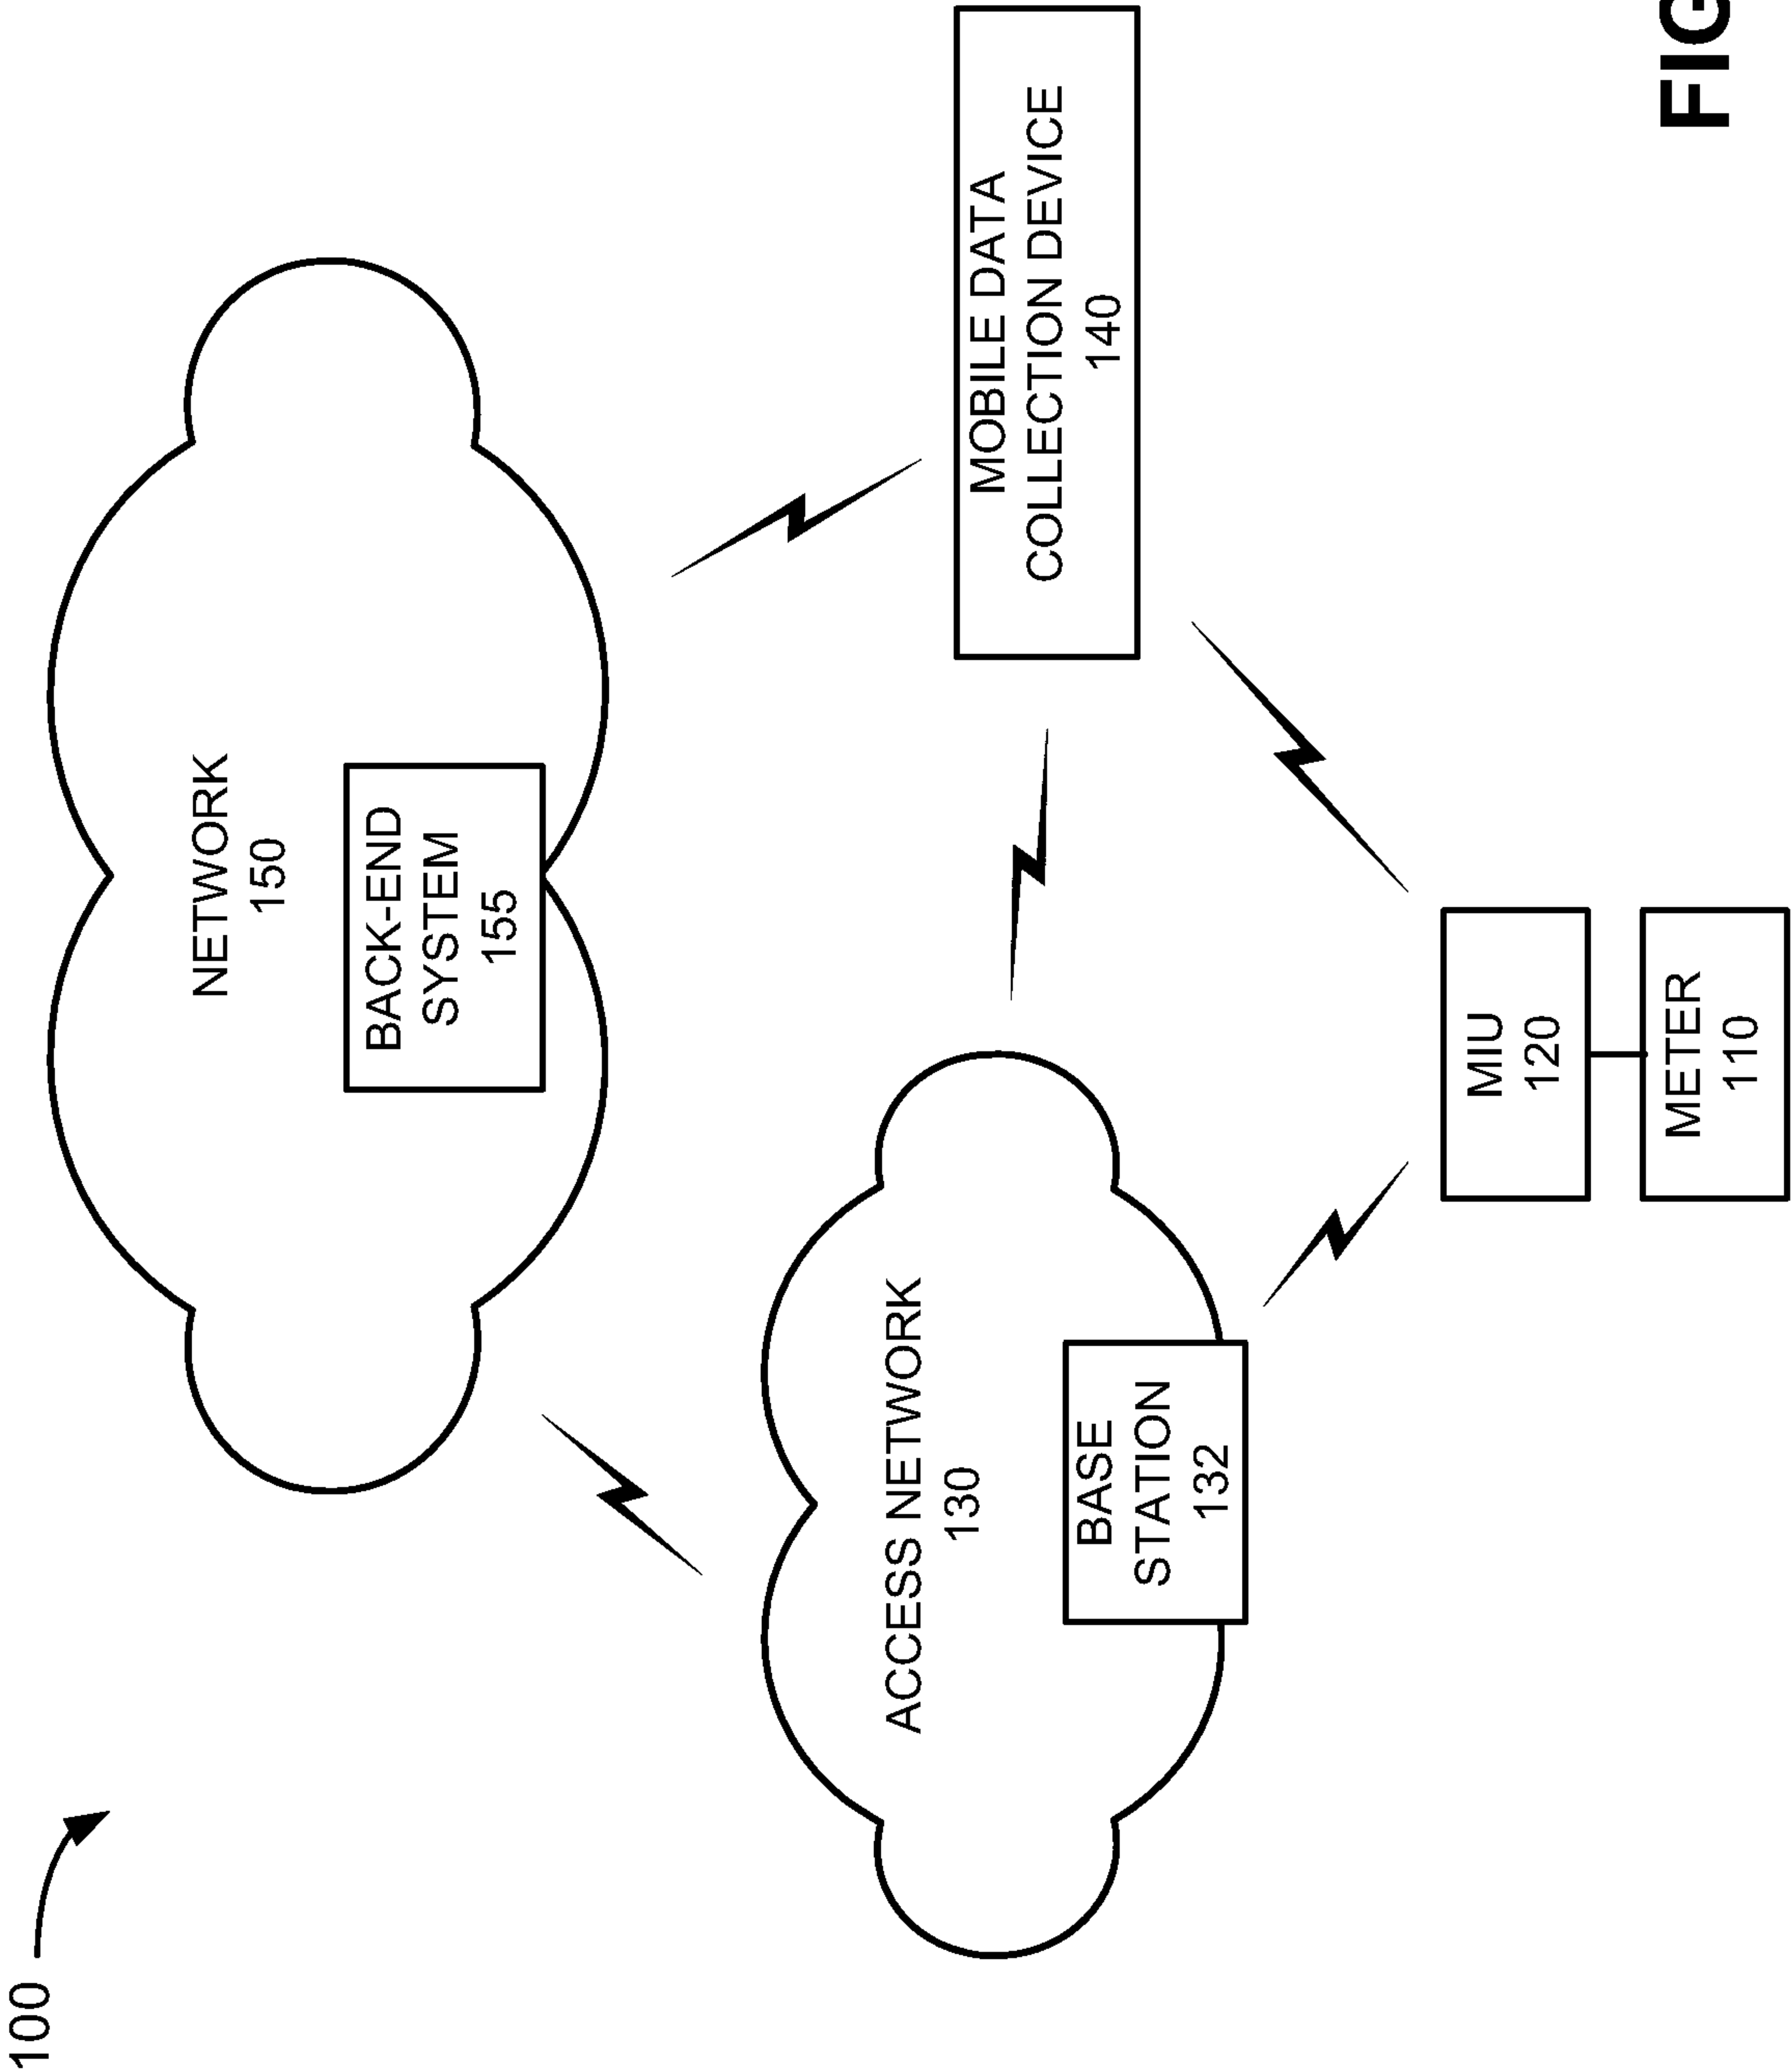 100
NETWORK
150
BACK-END
SYSTEM
155
ACCESS NETWORK
130
BASE
STATION
132
MOBILE DATA
COLLECTION DEVICE
140
MIU
120
METER
110
FIG